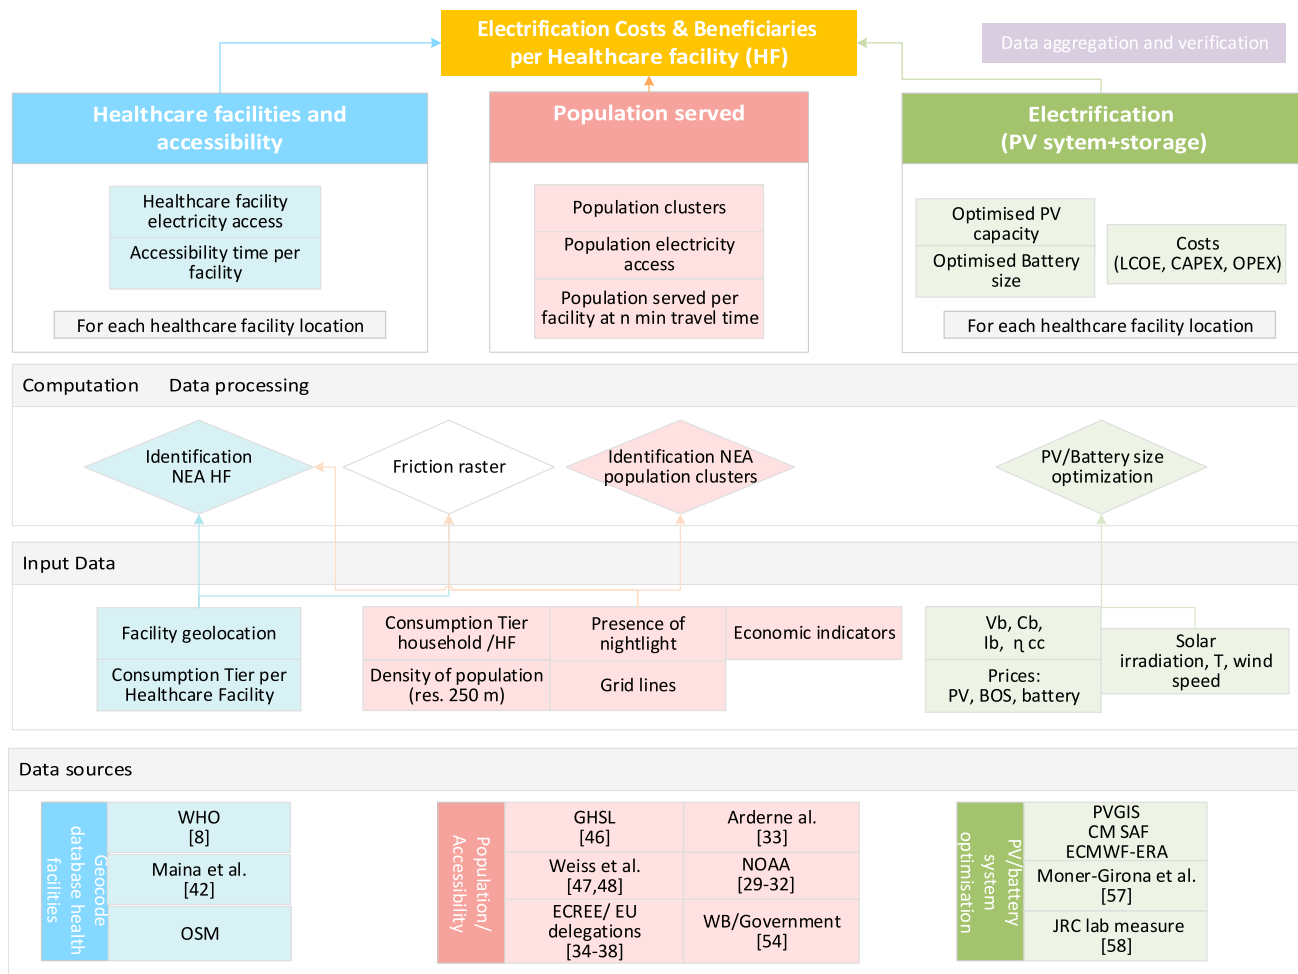 Electrification Costs & Beneficiaries
per Healthcare facility (HF)
Data aggregation and verification
Healthcare facilities and
accessibility
Healthcare facility
electricity access
Accessibility time per
facility
For each healthcare facility location
Population served
Population clusters
Population electricity
access
Population served per
facility at n min travel time
Electrification
(PV sytem+storage)
Optimised PV
capacity
Optimised Battery
size
Costs
(LCOE, CAPEX, OPEX)
For each healthcare facility location
Computation Data processing
Identification
NEA HF
Friction raster
Identification NEA
population clusters
PV/Battery size
optimization
Input Data
Facility geolocation
Consumption Tier per
Healthcare Facility
Consumption Tier
household /HF
Density of population
(res. 250 m)
Presence of
nightlight
Grid lines
Economic indicators
Vb, Cb,
Ib, η cc
Prices:
PV, BOS, battery
Solar
irradiation, T, wind
speed
Data sources
Geocode
database health
facilities
WHO
[8]
Maina et al.
[42]
OSM
Population/
Accessibility
GHSL
[46]
Weiss et al.
[47,48]
ECREE/ EU
delegations
[34-38]
Arderne al.
[33]
NOAA
[29-32]
WB/Government
[54]
PV/battery
system
optimisation
PVGIS
CM SAF
ECMWF-ERA
Moner-Girona et al.
[57]
JRC lab measure
[58]